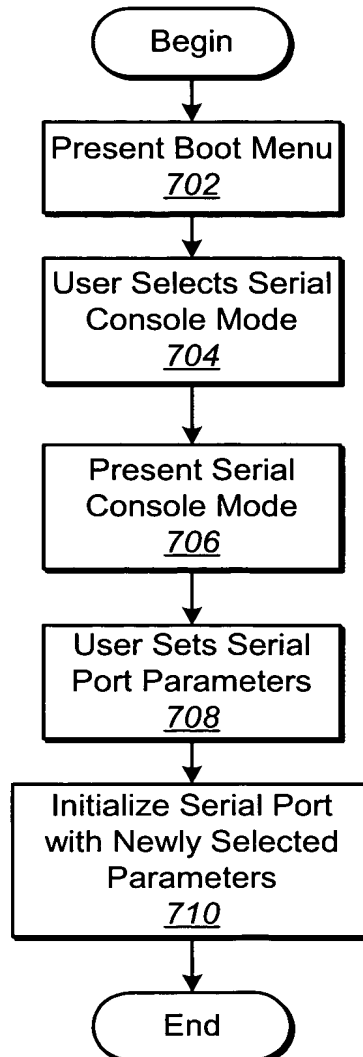 Begin
Present Boot Menu
702
User Selects Serial
Console Mode
704
Present Serial
Console Mode
706
User Sets Serial
Port Parameters
708
Initialize Serial Port
with Newly Selected
Parameters
710
End